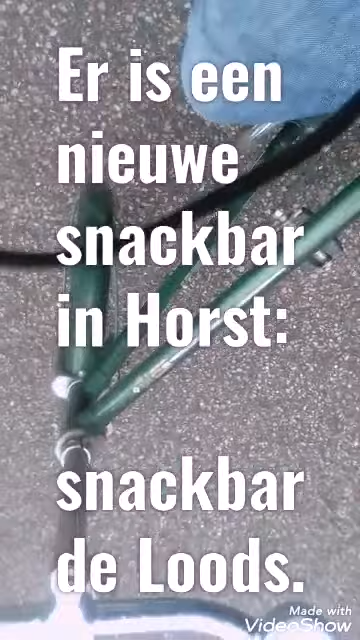 Er is een
nieuwe
snackbar
in Horst:
snackbar
de Loods.
Made with
VideoShow